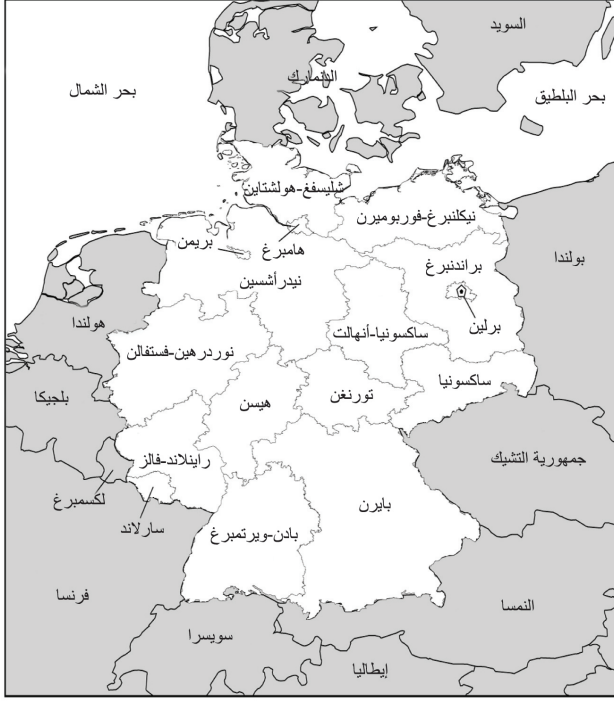 السويد
بحر الشمال
الدنمارك
بحر البلطيق
شليسفغ-هولشتاين
نيكلنبرغ-فوربوميرن
هامبرغ
بريمن
براندنبرغ
بولندا
نيدرأشسين
هولندا
برلين
ساكسونيا-أنهالت
نوردرهين-فستفالن
ساكسونيا
بلجيكا
هيسن
تورنغن
راينلاند-فالز
جمهورية التشيك
لكسمبرغ
بايرن
سارلاند
بادن-ويرتمبرغ
فرنسا
النمسا
سويسرا
إيطاليا